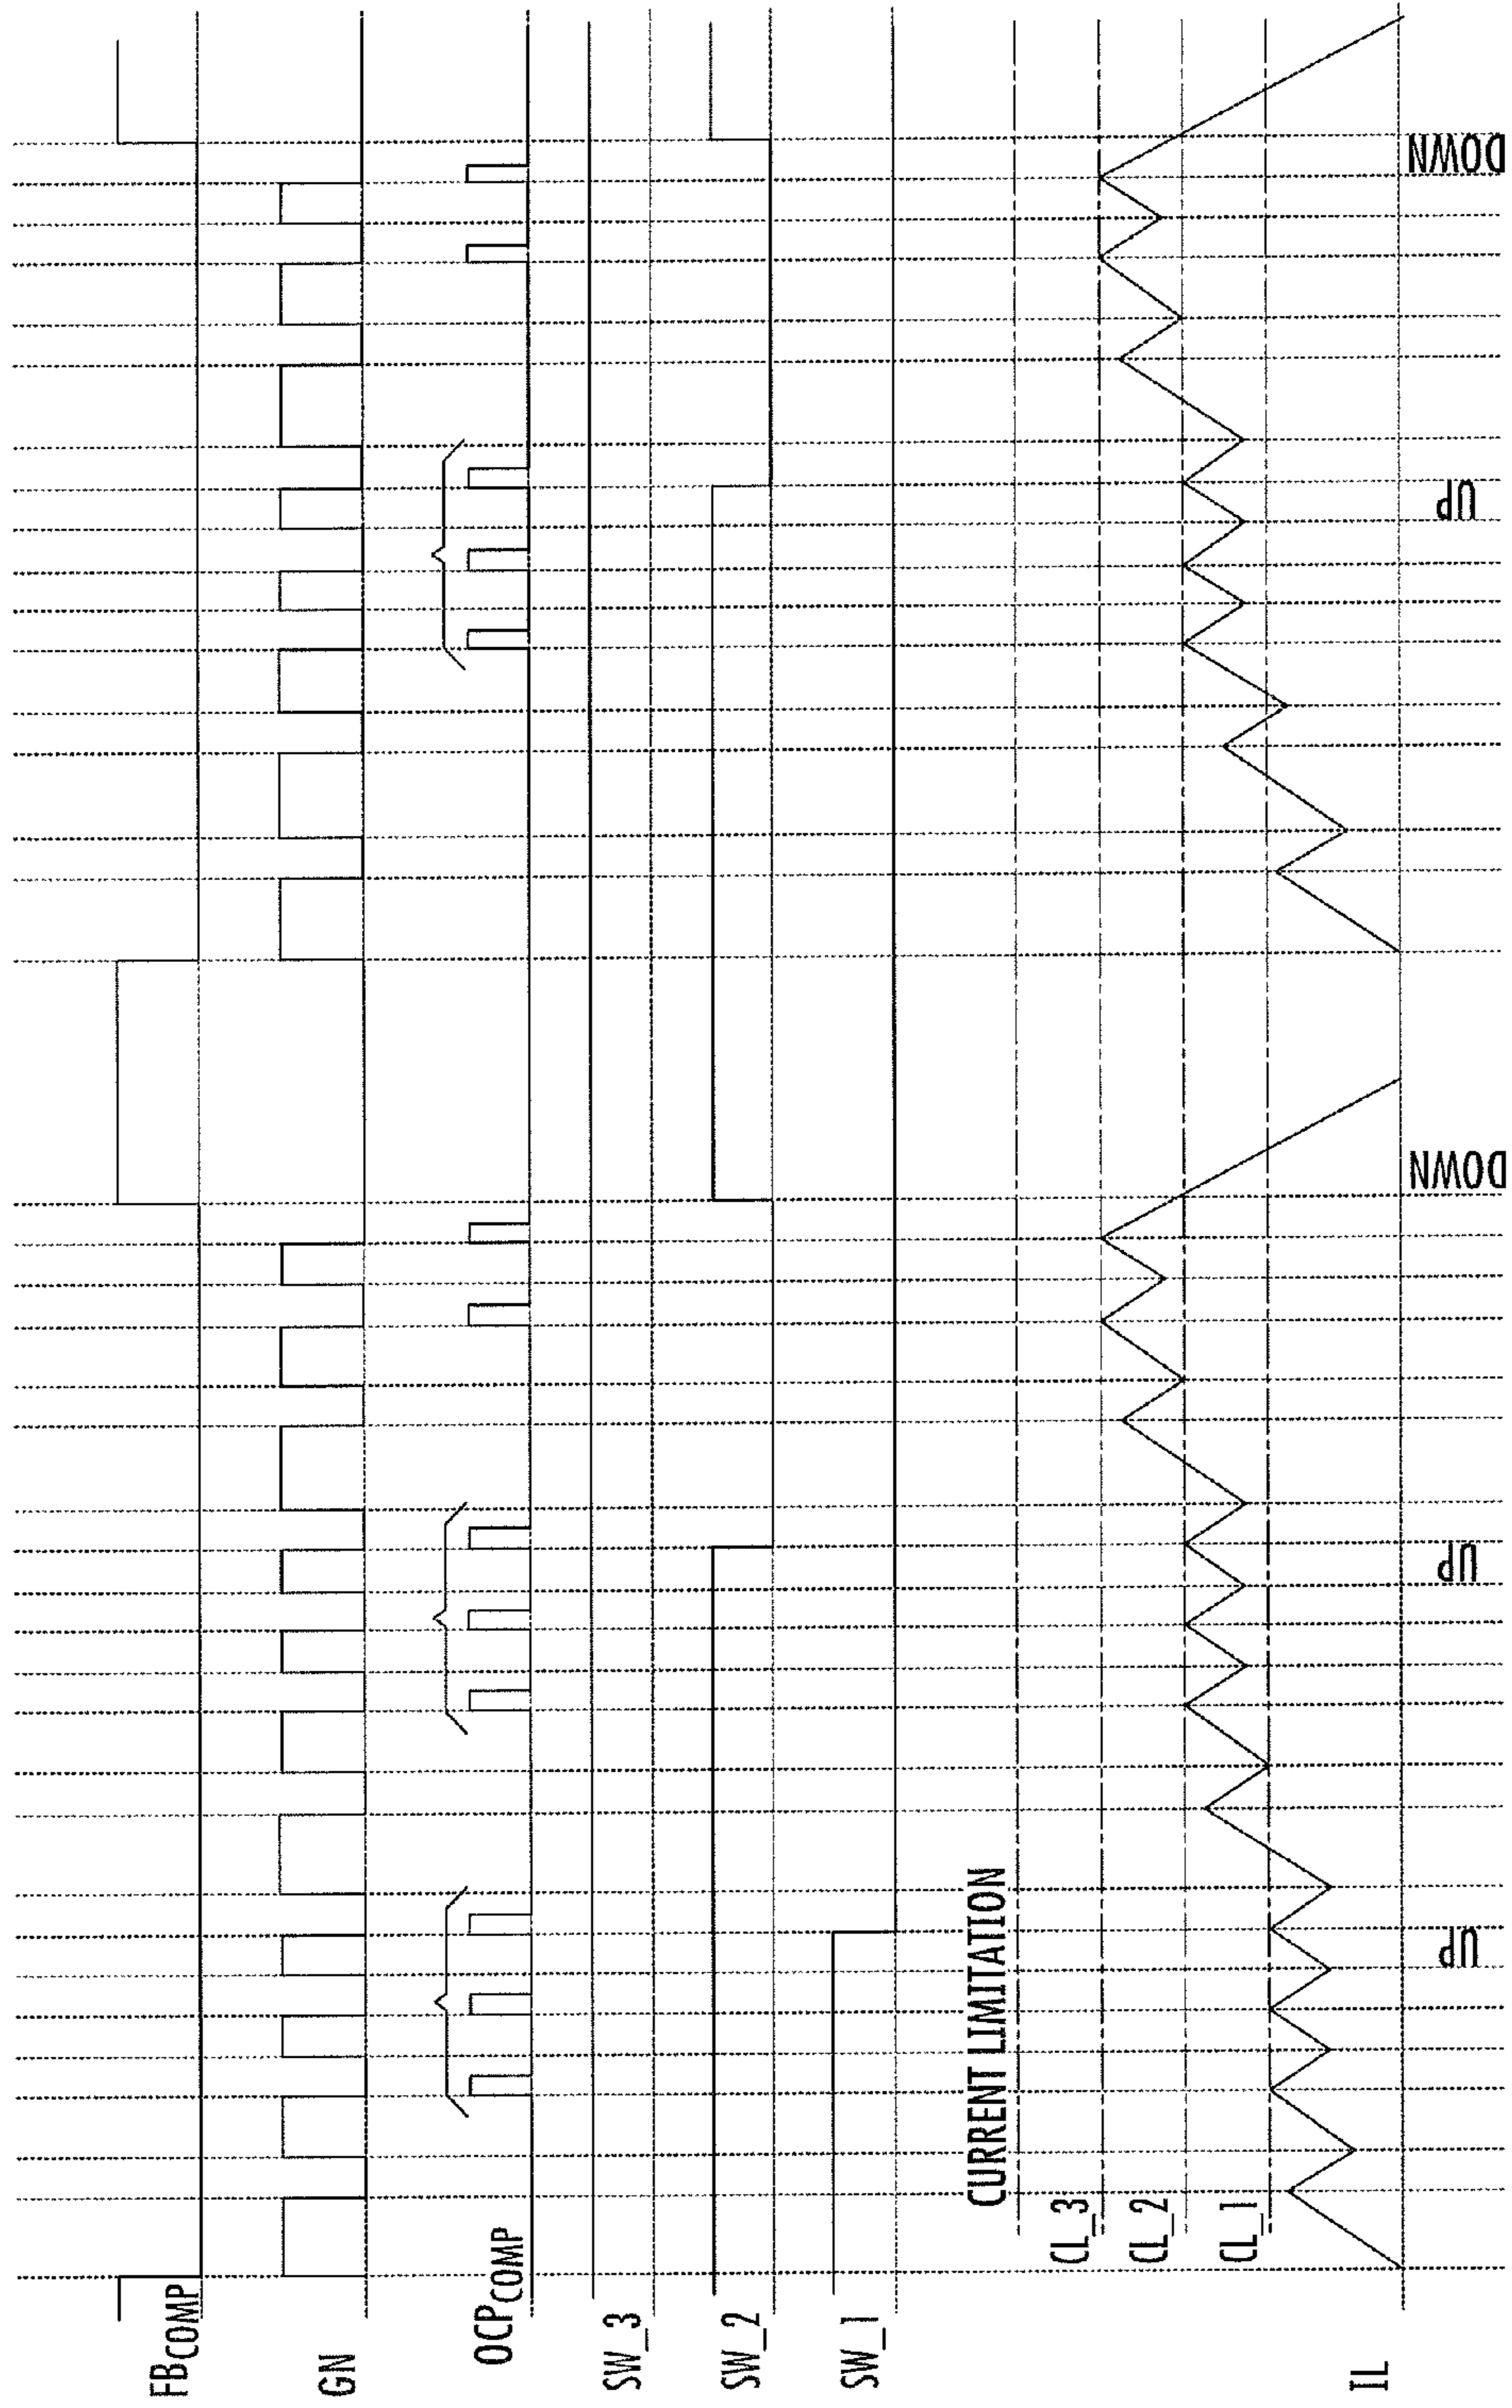 FBCOMP
GN
OCPCOMP
SW_3
SW_2
SW_1
CURRENT LIMITATION
CL_3
CL_2
CL_1
IL
UP
UP
DOWN
UP
DOWN